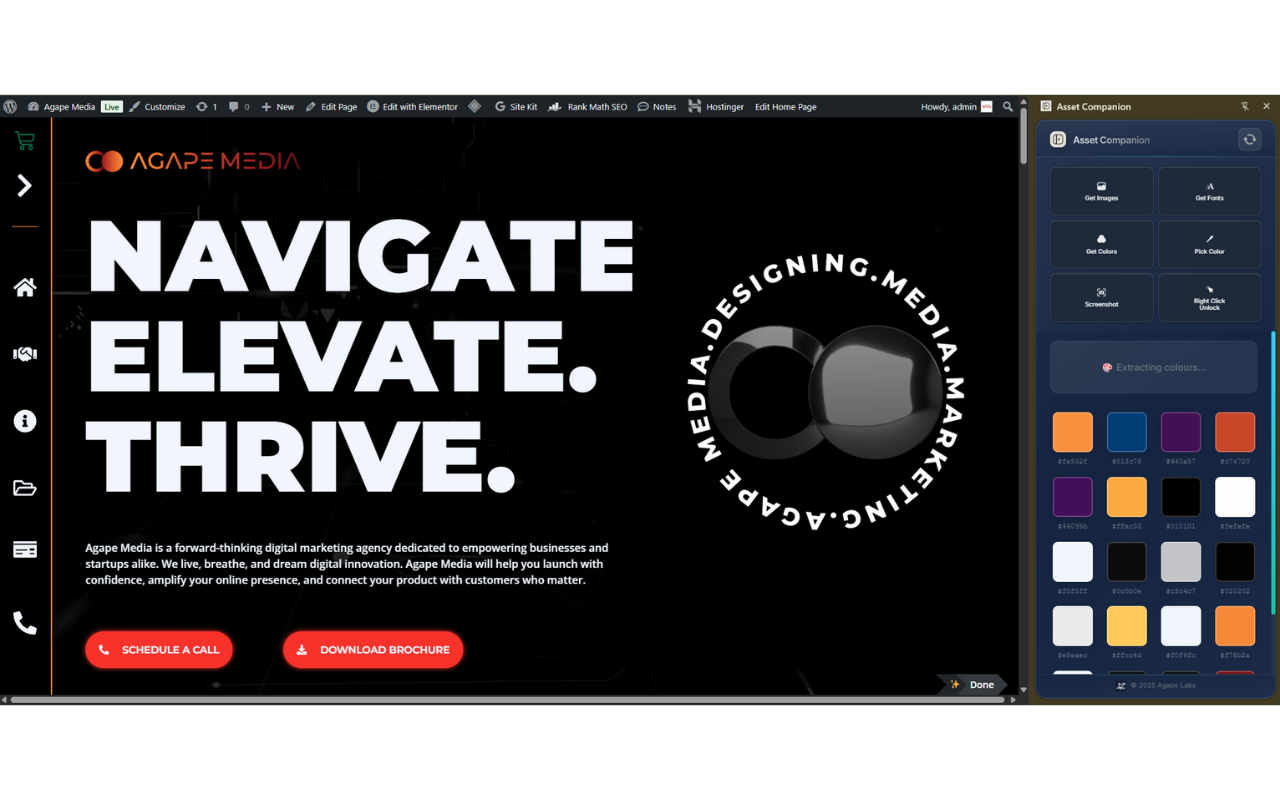 Agape Media
Live
Customize
1
0
New
Edit Page
Edit with Elementor
Site Kit
Rank Math SEO
Notes
Hostinger
Edit Home Page
Howdy, admin
AGAPE MEDIA
NAVIGATE
ELEVATE.
THRIVE.
Agape Media is a forward-thinking digital marketing agency dedicated to empowering businesses and
startups alike. We live, breathe, and dream digital innovation. Agape Media will help you launch with
confidence, amplify your online presence, and connect your product with customers who matter.
SCHEDULE A CALL
DOWNLOAD BROCHURE
AGAPE MEDIA.DESIGNING.MEDIA.MARKETING.
Done
Asset Companion
Asset Companion
Get Images
Get Fonts
Get Colors
Pick Color
Screenshot
Right Click
Unlock
Extracting colours...
#fa932f
#013c78
#440a57
#c74720
#44095b
#ffac33
#010101
#fefefe
#f0f5ff
#0c0b0e
#c3c4c7
#020202
#e8eaec
#ffcc4d
#f0f6fc
#f78b2a
© 2025 Agape Labs